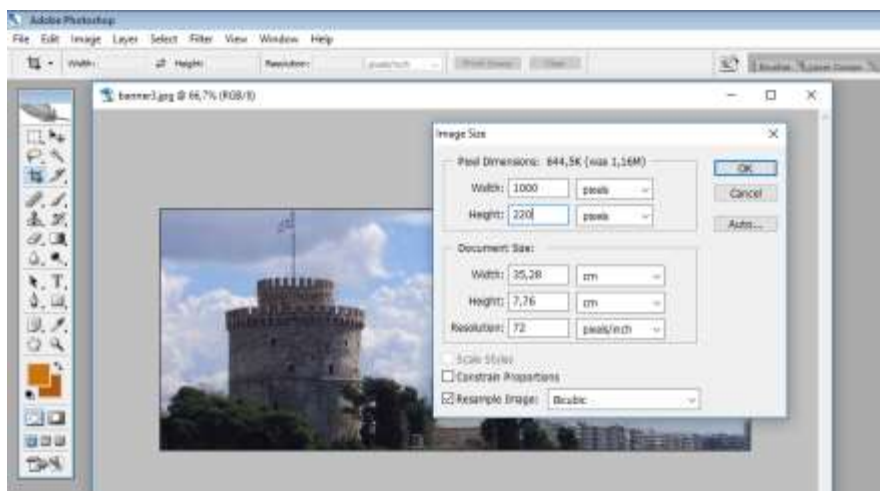 Adobe Photoshop
File Edit Image Layer Select Filter View Window Help
Width: Height: Resolution: pixels/inch
banner3.jpg @ 66,7% (RGB/8)
Image Size
Pixel Dimensions: 644,5K (was 1,16M)
Width: 1000 pixels
Height: 220 pixels
OK
Cancel
Auto...
Document Size:
Width: 35,28 cm
Height: 7,76 cm
Resolution: 72 pixels/inch
Scale Styles
Constrain Proportions
Resample Image: Bicubic